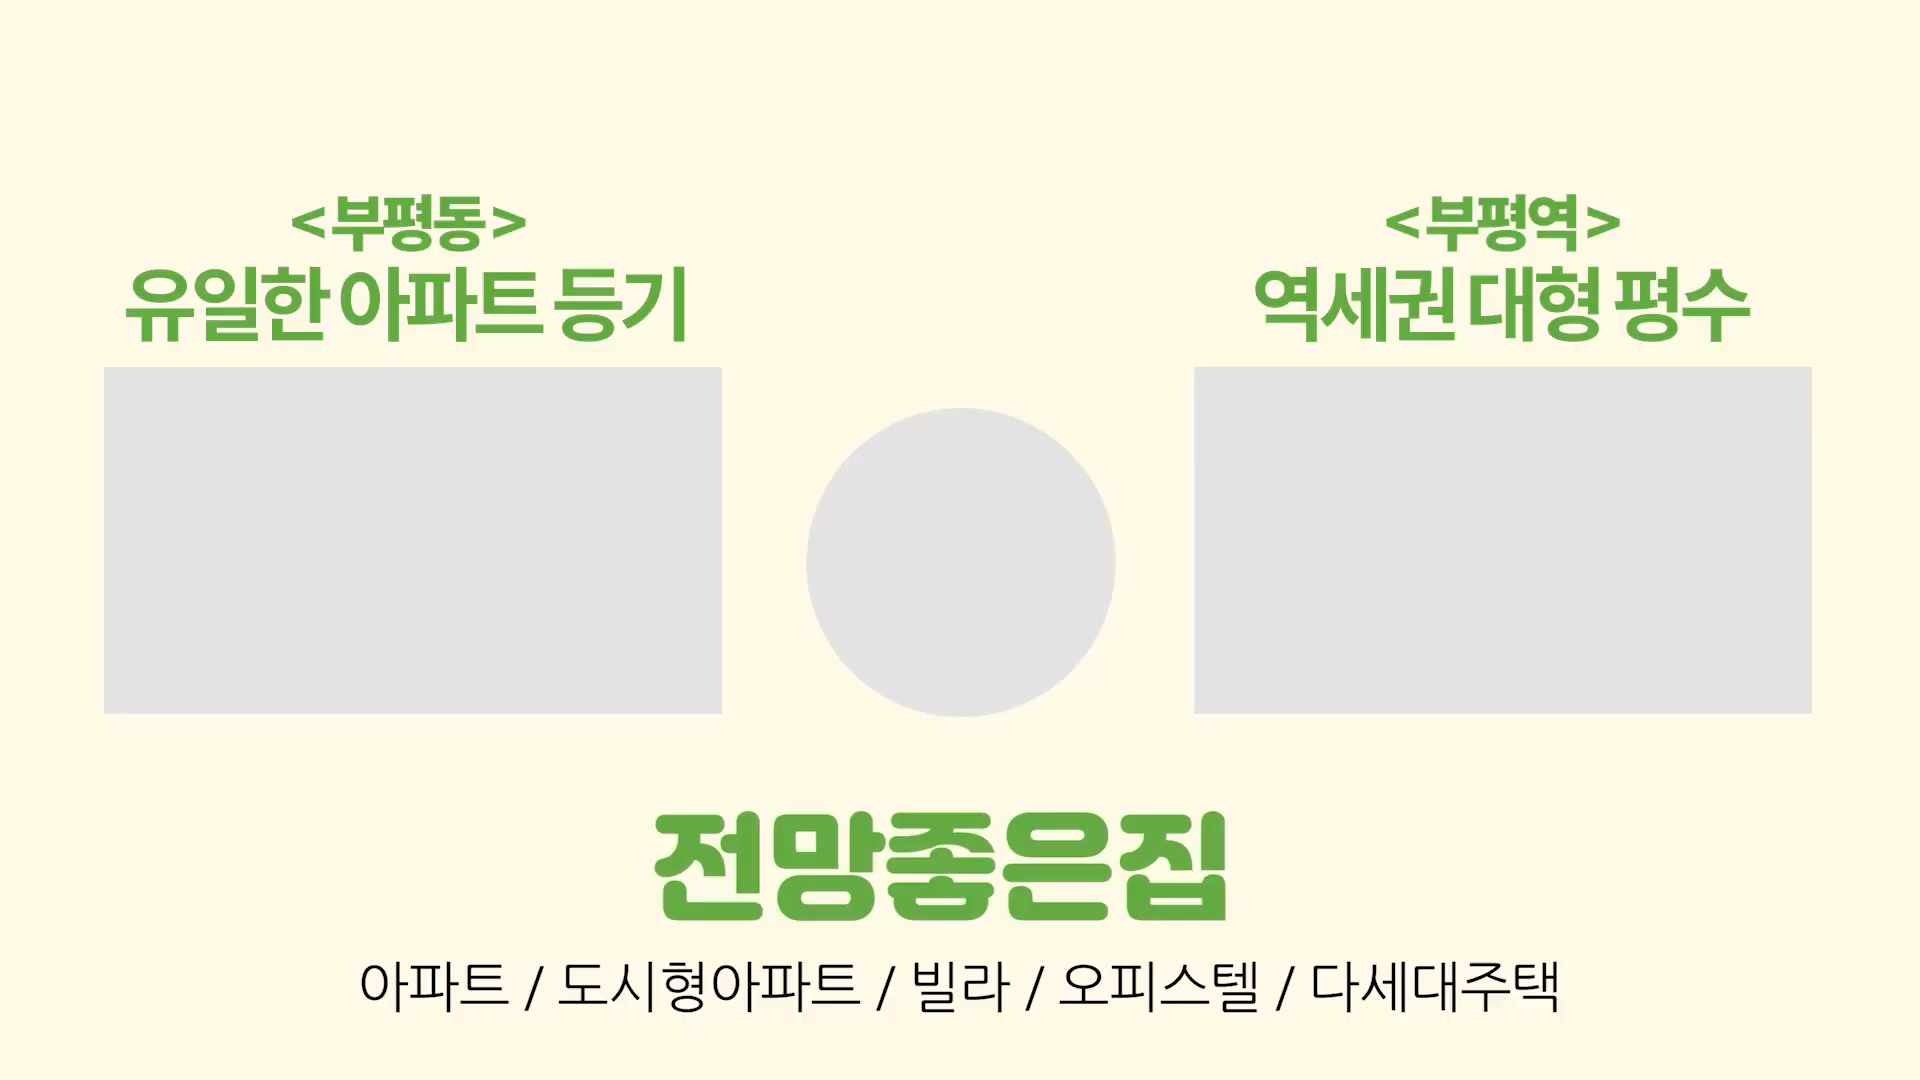 <부평동>
유일한 아파트 등기
<부평역>
역세권 대형 평수
전망좋은집
아파트 / 도시형아파트 / 빌라 / 오피스텔 / 다세대주택